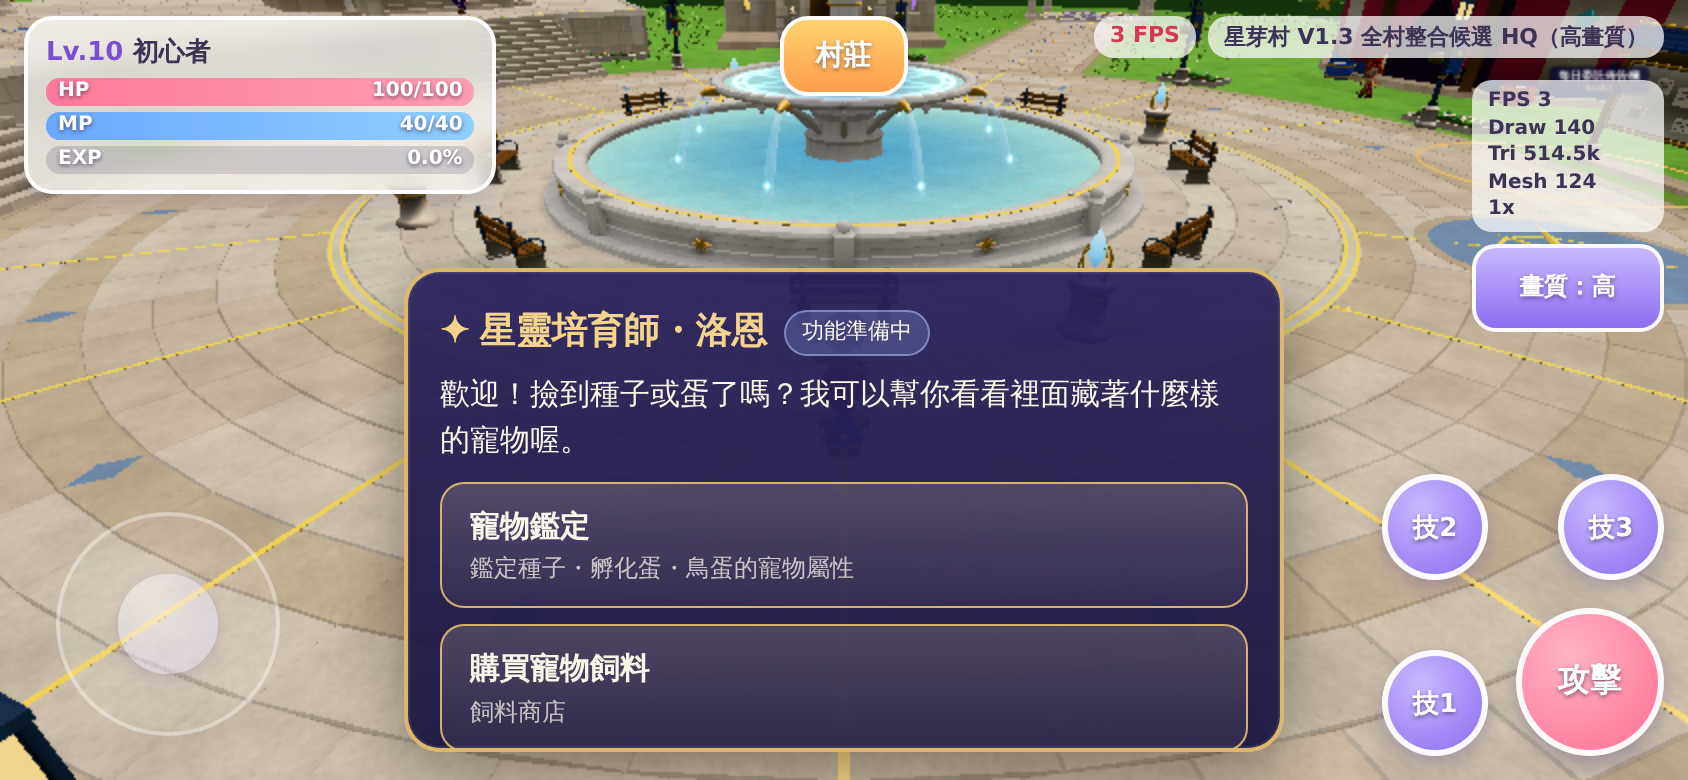 Lv.10 初心者
HP 100/100
MP 40/40
EXP 0.0%
村莊
3 FPS
星芽村 V1.3 全村整合候選 HQ（高畫質）
FPS 3
Draw 140
Tri 514.5k
Mesh 124
1x
畫質：高
✦ 星靈培育師・洛恩 功能準備中
歡迎！撿到種子或蛋了嗎？我可以幫你看看裡面藏著什麼樣
的寵物喔。
寵物鑑定
鑑定種子・孵化蛋・鳥蛋的寵物屬性
購買寵物飼料
飼料商店
技2
技3
技1
攻擊